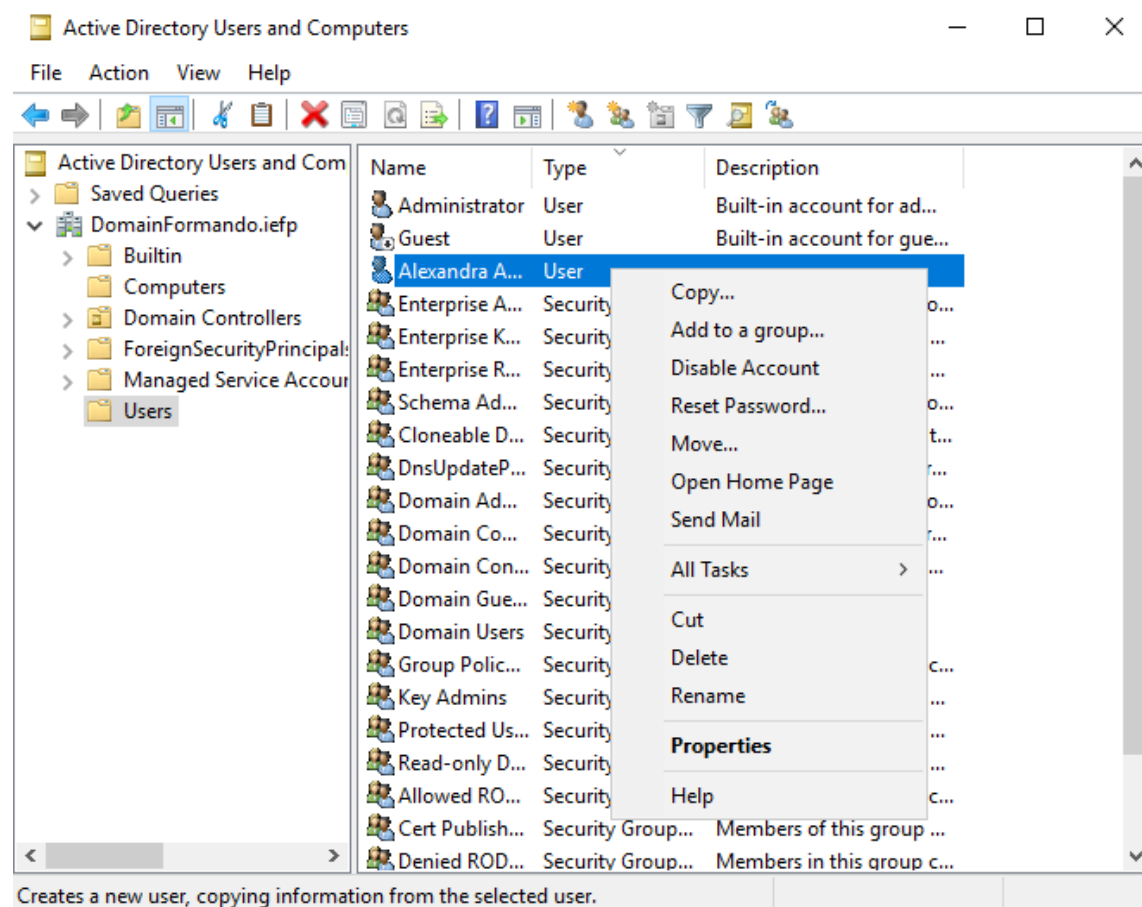 Active Directory Users and Computers
File Action View Help
Active Directory Users and Com
Saved Queries
DomainFormando.iefp
Builtin
Computers
Domain Controllers
ForeignSecurityPrincipals
Managed Service Accour
Users
Name Type Description
Administrator User Built-in account for ad...
Guest User Built-in account for gue...
Alexandra A... User
Enterprise A... Security o...
Enterprise K... Security ...
Enterprise R... Security ...
Schema Ad... Security o...
Cloneable D... Security t...
DnsUpdateP... Security r...
Domain Ad... Security o...
Domain Co... Security r...
Domain Con... Security ...
Domain Gue... Security
Domain Users Security
Group Polic... Security c...
Key Admins Security ...
Protected Us... Security ...
Read-only D... Security ...
Allowed RO... Security c...
Cert Publish... Security Group... Members of this group ...
Denied ROD... Security Group... Members in this group c...
Copy...
Add to a group...
Disable Account
Reset Password...
Move...
Open Home Page
Send Mail
All Tasks
Cut
Delete
Rename
Properties
Help
Creates a new user, copying information from the selected user.